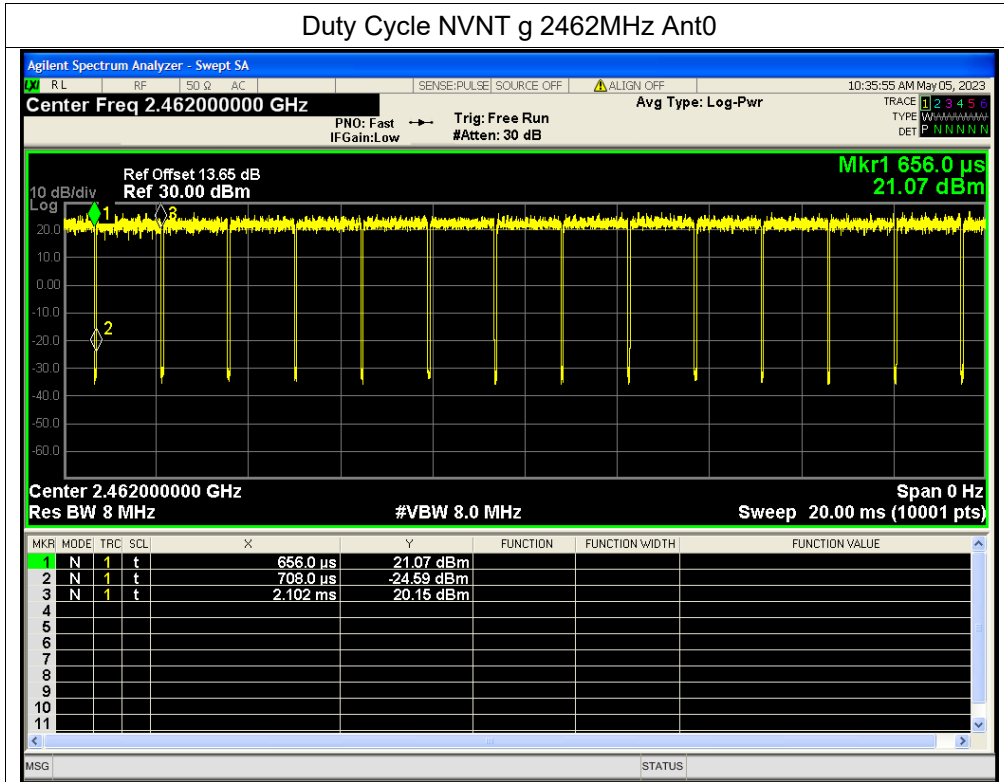 Duty Cycle NVNT g 2462MHz Ant0
Agilent Spectrum Analyzer - Swept SA
LXI RL RF 50 Ω AC SENSE:PULSE SOURCE OFF ALIGN OFF 10:35:55 AM May 05, 2023
Center Freq 2.462000000 GHz Avg Type: Log-Pwr TRACE 1 2 3 4 5 6
PNO: Fast Trig: Free Run TYPE WWWWWW
IFGain:Low #Atten: 30 dB DET P N N N N N
Mkr1 656.0 µs
Ref Offset 13.65 dB
10 dB/div Ref 30.00 dBm 21.07 dBm
Log
1 3
20.0
10.0
0.00
-10.0
2
-20.0
-30.0
-40.0
-50.0
-60.0
Center 2.462000000 GHz Span 0 Hz
Res BW 8 MHz #VBW 8.0 MHz Sweep 20.00 ms (10001 pts)
MKR MODE TRC SCL X Y FUNCTION FUNCTION WIDTH FUNCTION VALUE
1 N 1 t 656.0 µs 21.07 dBm
2 N 1 t 708.0 µs -24.59 dBm
3 N 1 t 2.102 ms 20.15 dBm
4
5
6
7
8
9
10
11
MSG STATUS